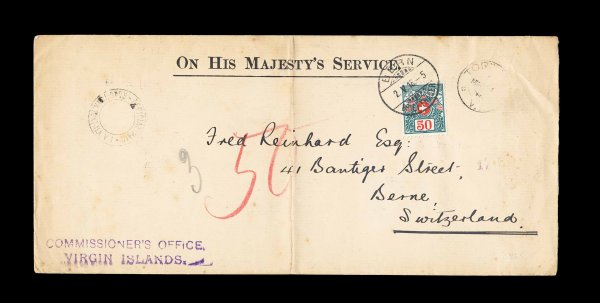 ON HIS MAJESTY'S SERVICE.
BERN
50
Fred Reinhard Esq:
41 Bantiger Street.
Berne,
Switzerland.
50
COMMISSIONER'S OFFICE,
VIRGIN ISLANDS.